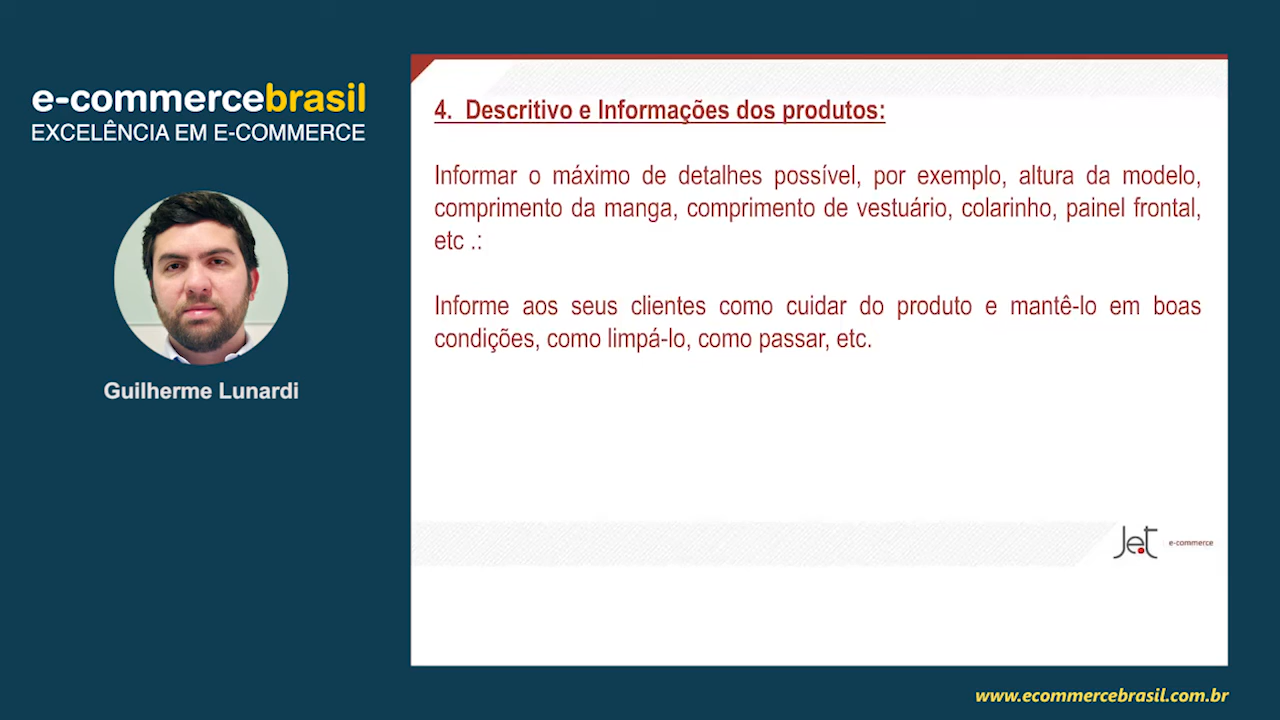 e-commercebrasil
EXCELÊNCIA EM E-COMMERCE
Guilherme Lunardi
4. Descritivo e Informações dos produtos:
Informar o máximo de detalhes possível, por exemplo, altura da modelo,
comprimento da manga, comprimento de vestuário, colarinho, painel frontal,
etc .:
Informe aos seus clientes como cuidar do produto e mantê-lo em boas
condições, como limpá-lo, como passar, etc.
Jet e-commerce
www.ecommercebrasil.com.br